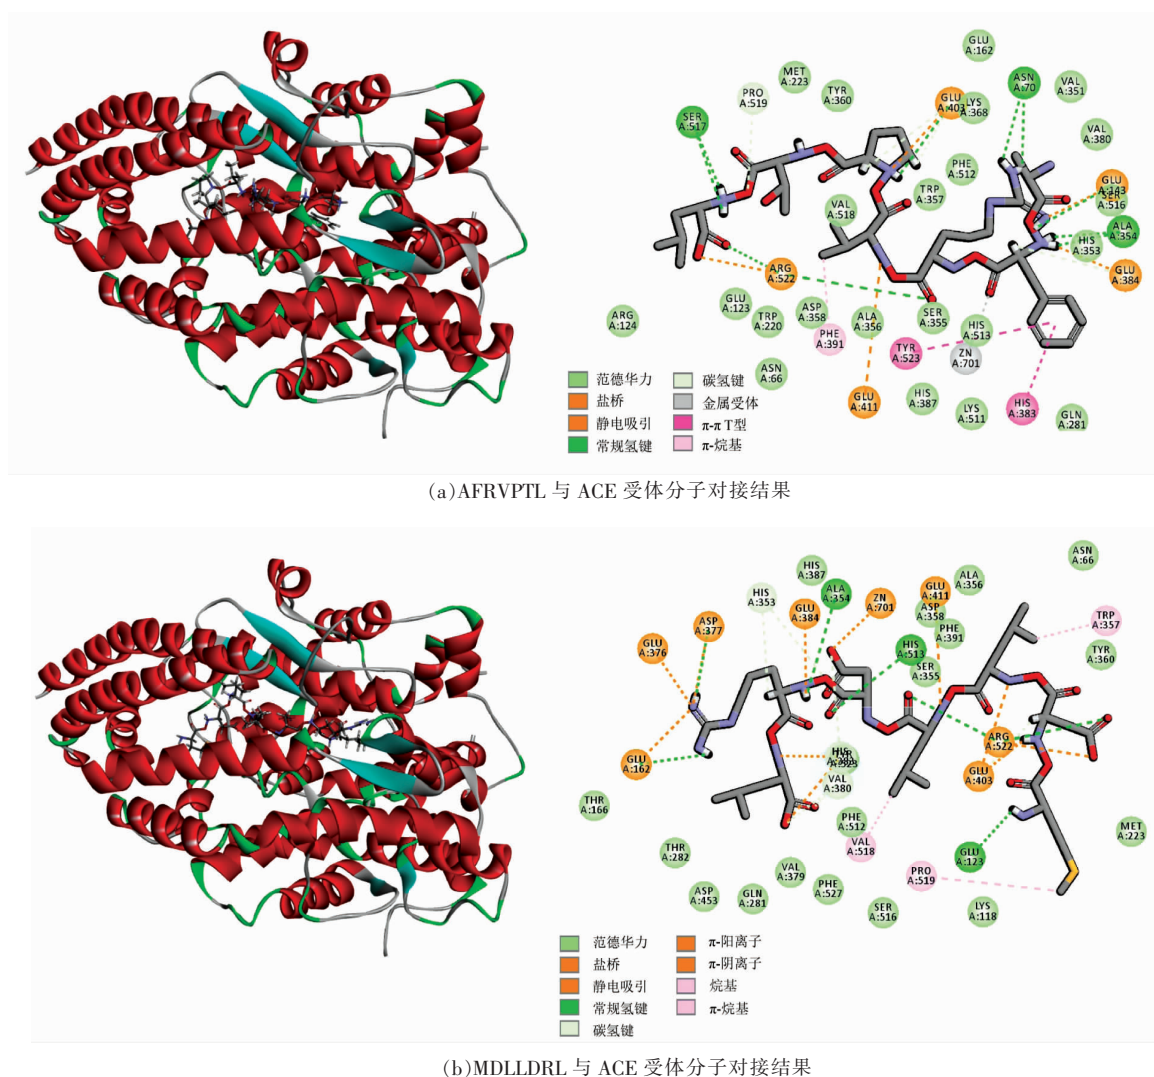 GLU
A:162
MET
A:223
TYR
A:360
PRO
A:519
SER
A:517
GLU
A:403
LYS
A:368
ASN
A:70
VAL
A:351
VAL
A:380
PHE
A:512
TRP
A:357
VAL
A:518
GLU
A:143
SER
A:516
ALA
A:354
HIS
A:353
GLU
A:384
ARG
A:522
GLU
A:123
TRP
A:220
ASP
A:358
ALA
A:356
SER
A:355
HIS
A:513
ZN
A:701
ARG
A:124
PHE
A:391
TYR
A:523
ASN
A:66
GLU
A:411
HIS
A:387
LYS
A:511
HIS
A:383
GLN
A:281
范德华力
盐桥
静电吸引
常规氢键
碳氢键
金属受体
π-π T型
π-烷基
(a)AFRVPTL 与 ACE 受体分子对接结果
HIS
A:387
ALA
A:354
HIS
A:353
GLU
A:384
ZN
A:701
GLU
A:411
ASP
A:358
ALA
A:356
ASN
A:66
PHE
A:391
TRP
A:357
TYR
A:360
ASP
A:377
GLU
A:376
HIS
A:513
SER
A:355
GLU
A:162
HIS
VAL
A:380
ARG
A:522
GLU
A:403
THR
A:166
PHE
A:512
VAL
A:518
GLU
A:123
MET
A:223
THR
A:282
ASP
A:453
GLN
A:281
VAL
A:379
PHE
A:527
PRO
A:519
SER
A:516
LYS
A:118
范德华力
盐桥
静电吸引
常规氢键
碳氢键
π-阳离子
π-阴离子
烷基
π-烷基
(b)MDLLDRL 与 ACE 受体分子对接结果